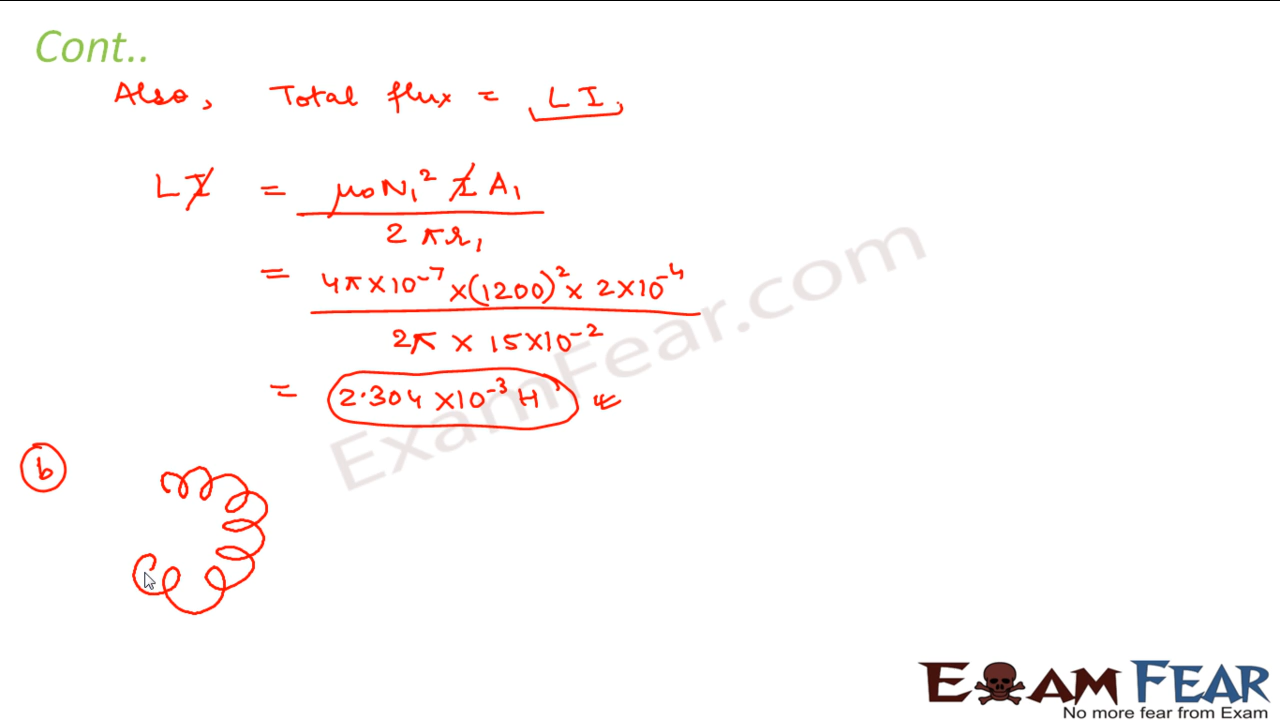 Cont..
Also, Total flux = LI
LI = μ₀N₁² I A₁
2πr₁
= 4π×10⁻⁷ ×(1200)² × 2×10⁻⁴
2π × 15×10⁻²
= 2.304 ×10⁻³ H
b
ExamFear.com
EXAM FEAR
No more fear from Exam